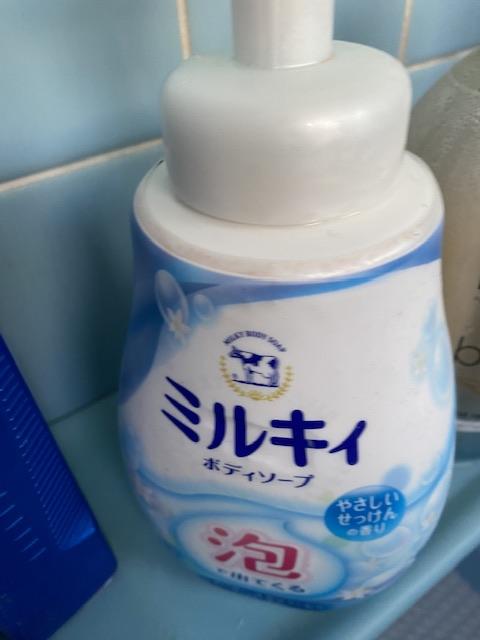 MILKY BODY SOAP
ミルキィ
ボディソープ
やさしい
せっけん
の香り
泡
で出てくる
b